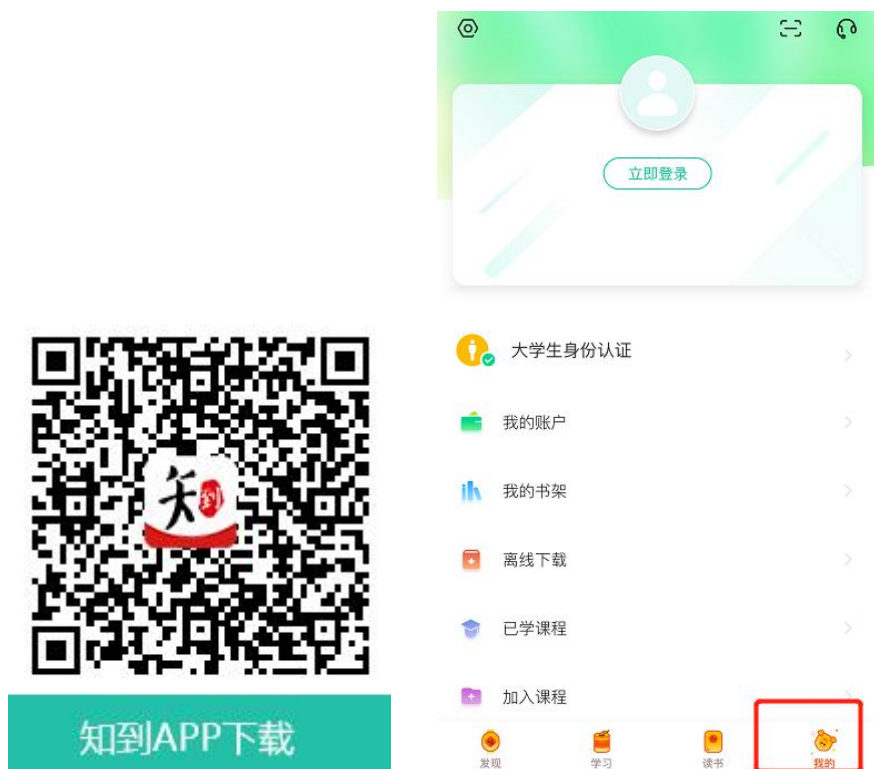 知到
知到APP下载
立即登录
大学生身份认证
我的账户
我的书架
离线下载
已学课程
加入课程
发现
学习
读书
我的